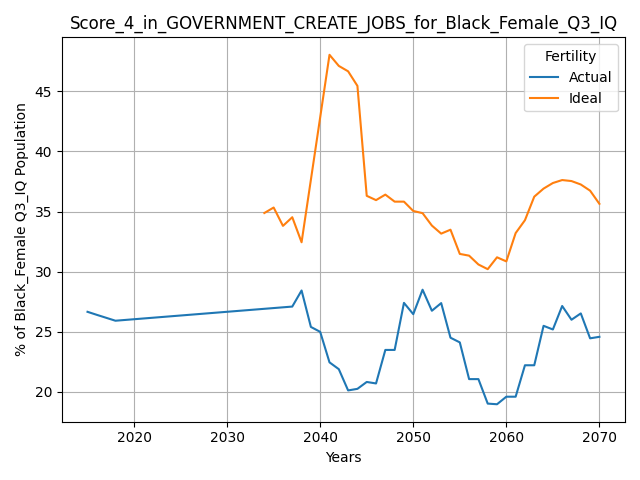 Score_4_in_GOVERNMENT_CREATE_JOBS_for_Black_Female_Q3_IQ
Fertility
Actual
Ideal
% of Black_Female Q3_IQ Population
45
40
35
30
25
20
2020
2030
2040
2050
2060
2070
Years